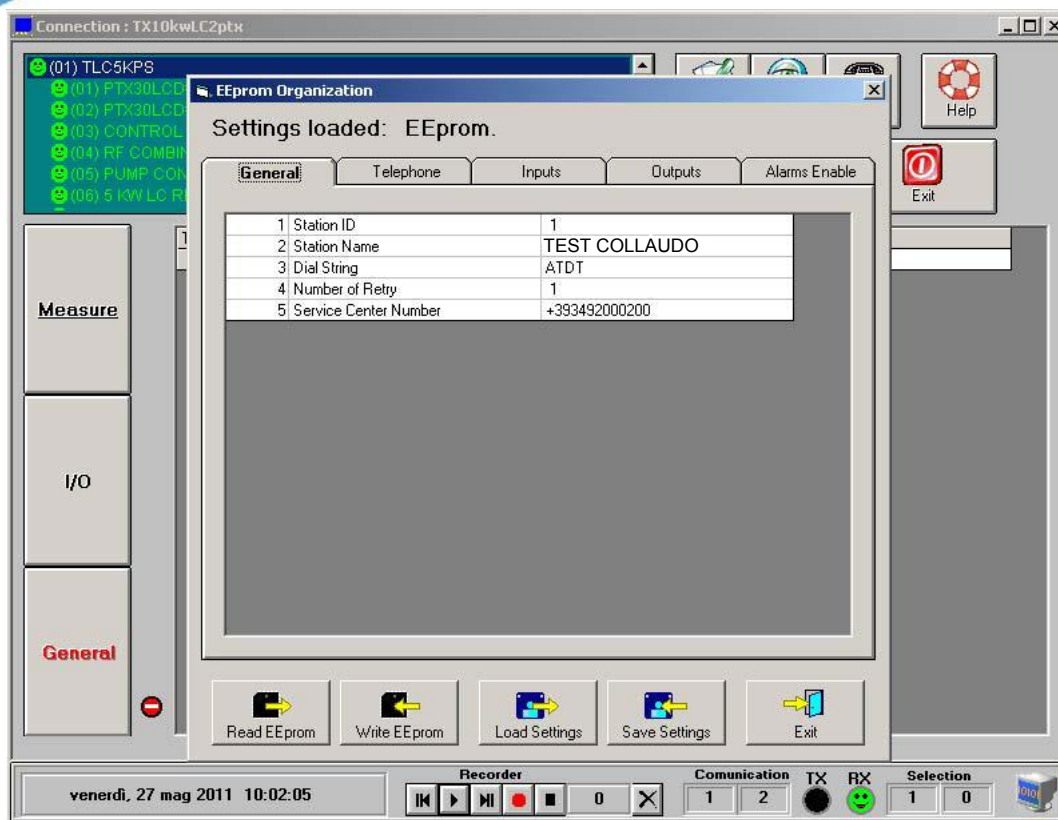 Connection : TX10kwLC2ptx
(01) TLC5KPS
(01) PTX30LCD
(02) PTX30LCD
(03) CONTROL
(04) RF COMBIN
(05) PUMP CON
(06) 5 KW LC R
Help
Exit
EEprom Organization
Settings loaded: EEprom.
General Telephone Inputs Outputs Alarms Enable
1 Station ID 1
2 Station Name TEST COLLAUDO
3 Dial String ATDT
4 Number of Retry 1
5 Service Center Number +393492000200
Measure
I/O
General
Read EEprom Write EEprom Load Settings Save Settings Exit
Recorder Comunication TX RX Selection
venerdì, 27 mag 2011 10:02:05 0 1 2 1 0